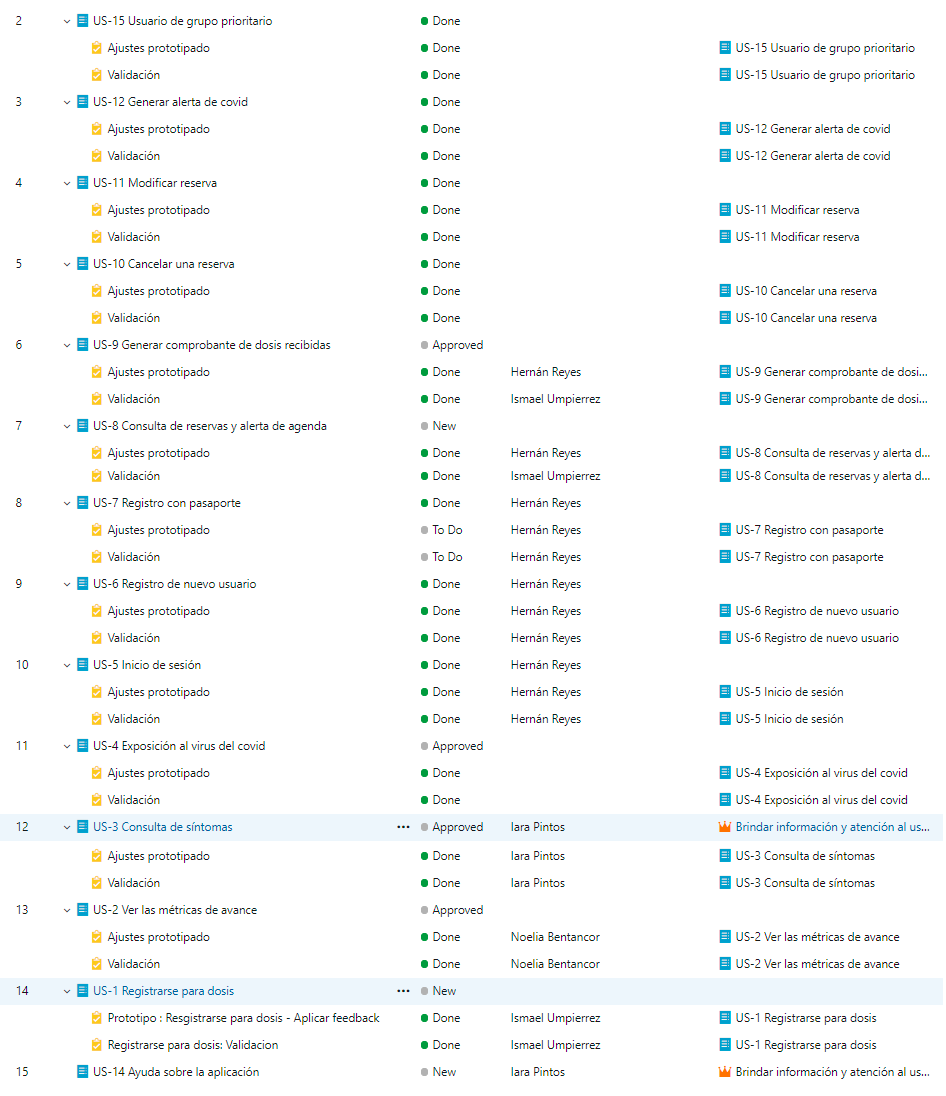 2 US-15 Usuario de grupo prioritario Done
Ajustes prototipado Done US-15 Usuario de grupo prioritario
Validación Done US-15 Usuario de grupo prioritario
3 US-12 Generar alerta de covid Done
Ajustes prototipado Done US-12 Generar alerta de covid
Validación Done US-12 Generar alerta de covid
4 US-11 Modificar reserva Done
Ajustes prototipado Done US-11 Modificar reserva
Validación Done US-11 Modificar reserva
5 US-10 Cancelar una reserva Done
Ajustes prototipado Done US-10 Cancelar una reserva
Validación Done US-10 Cancelar una reserva
6 US-9 Generar comprobante de dosis recibidas Approved
Ajustes prototipado Done Hernán Reyes US-9 Generar comprobante de dosi...
Validación Done Ismael Umpierrez US-9 Generar comprobante de dosi...
7 US-8 Consulta de reservas y alerta de agenda New
Ajustes prototipado Done Hernán Reyes US-8 Consulta de reservas y alerta d...
Validación Done Ismael Umpierrez US-8 Consulta de reservas y alerta d...
8 US-7 Registro con pasaporte Done Hernán Reyes
Ajustes prototipado To Do Hernán Reyes US-7 Registro con pasaporte
Validación To Do Hernán Reyes US-7 Registro con pasaporte
9 US-6 Registro de nuevo usuario Done Hernán Reyes
Ajustes prototipado Done Hernán Reyes US-6 Registro de nuevo usuario
Validación Done Hernán Reyes US-6 Registro de nuevo usuario
10 US-5 Inicio de sesión Done Hernán Reyes
Ajustes prototipado Done Hernán Reyes US-5 Inicio de sesión
Validación Done Hernán Reyes US-5 Inicio de sesión
11 US-4 Exposición al virus del covid Approved
Ajustes prototipado Done US-4 Exposición al virus del covid
Validación Done US-4 Exposición al virus del covid
12 US-3 Consulta de síntomas ... Approved Iara Pintos Brindar información y atención al us...
Ajustes prototipado Done Iara Pintos US-3 Consulta de síntomas
Validación Done Iara Pintos US-3 Consulta de síntomas
13 US-2 Ver las métricas de avance Approved
Ajustes prototipado Done Noelia Bentancor US-2 Ver las métricas de avance
Validación Done Noelia Bentancor US-2 Ver las métricas de avance
14 US-1 Registrarse para dosis ... New
Prototipo : Resgistrarse para dosis - Aplicar feedback Done Ismael Umpierrez US-1 Registrarse para dosis
Registrarse para dosis: Validacion Done Ismael Umpierrez US-1 Registrarse para dosis
15 US-14 Ayuda sobre la aplicación New Iara Pintos Brindar información y atención al us...